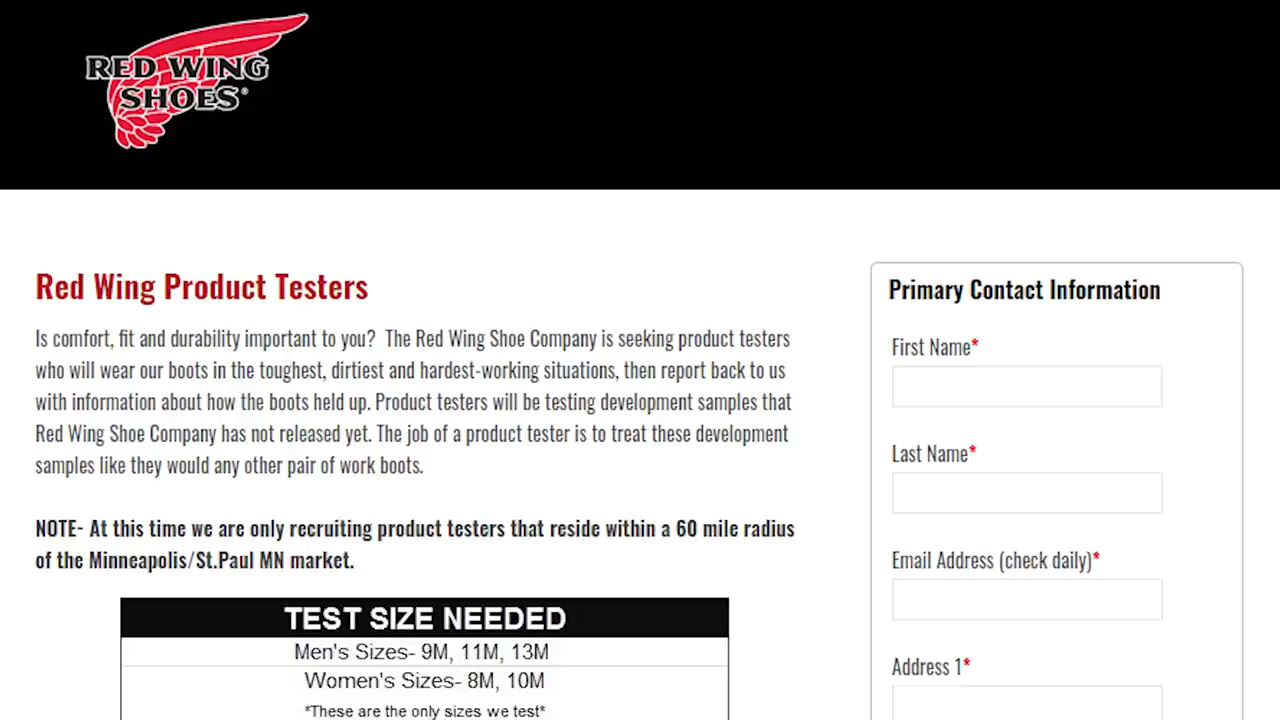 RED WING
SHOES®
Red Wing Product Testers
Is comfort, fit and durability important to you?  The Red Wing Shoe Company is seeking product testers
who will wear our boots in the toughest, dirtiest and hardest-working situations, then report back to us
with information about how the boots held up. Product testers will be testing development samples that
Red Wing Shoe Company has not released yet. The job of a product tester is to treat these development
samples like they would any other pair of work boots.
NOTE- At this time we are only recruiting product testers that reside within a 60 mile radius
of the Minneapolis/St.Paul MN market.
TEST SIZE NEEDED
Men's Sizes- 9M, 11M, 13M
Women's Sizes- 8M, 10M
*These are the only sizes we test*
Primary Contact Information
First Name*
Last Name*
Email Address (check daily)*
Address 1*